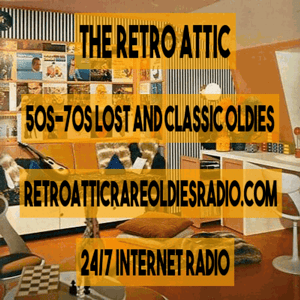 THE RETRO ATTIC
50S-70S LOST AND CLASSIC OLDIES
RETROATTICRAREOLDIESRADIO.COM
24/7 INTERNET RADIO